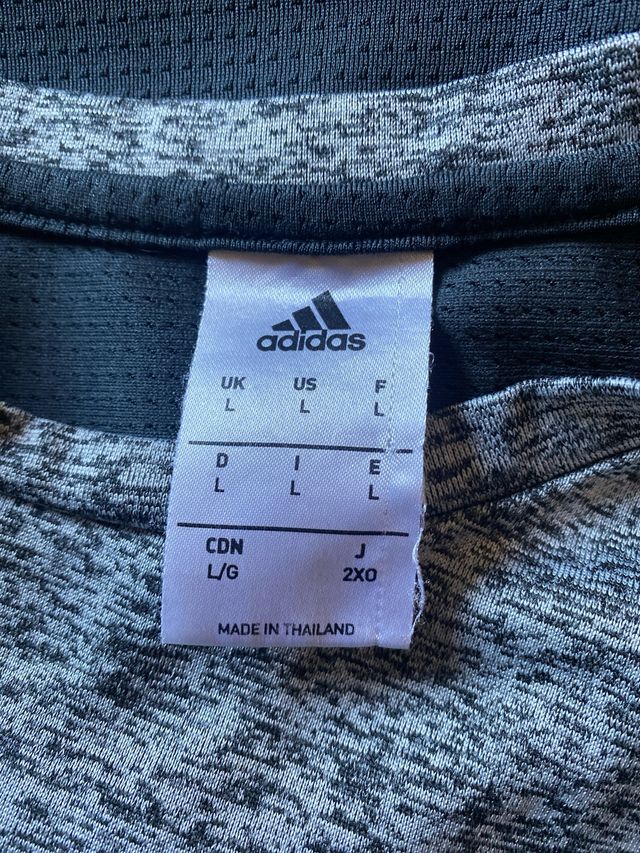 adidas
UK US F
L L L
D I E
L L L
CDN J
L/G 2XO
MADE IN THAILAND